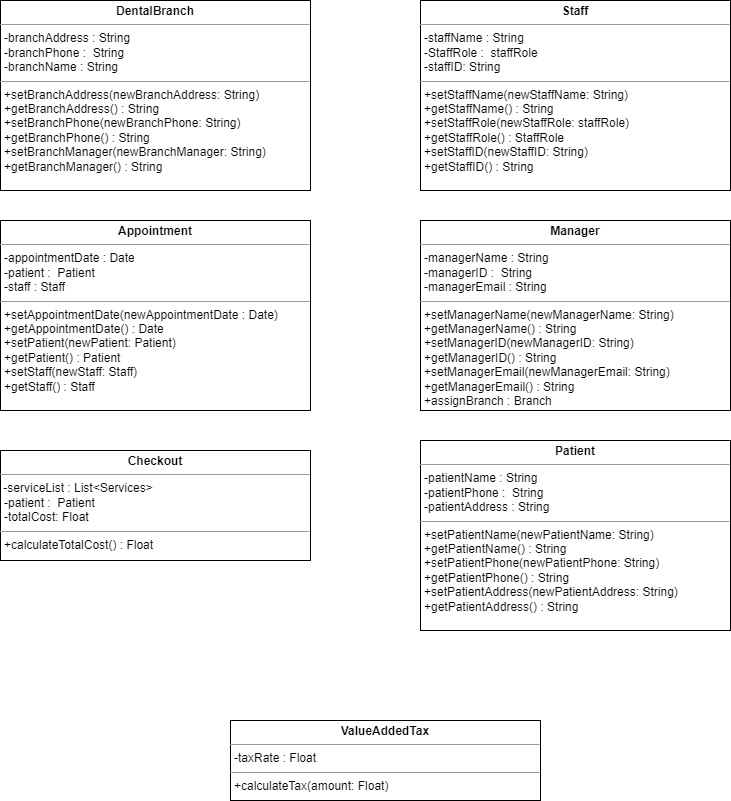 DentalBranch
-branchAddress : String
-branchPhone :  String
-branchName : String
+setBranchAddress(newBranchAddress: String)
+getBranchAddress() : String
+setBranchPhone(newBranchPhone: String)
+getBranchPhone() : String
+setBranchManager(newBranchManager: String)
+getBranchManager() : String
Staff
-staffName : String
-StaffRole :  staffRole
-staffID: String
+setStaffName(newStaffName: String)
+getStaffName() : String
+setStaffRole(newStaffRole: staffRole)
+getStaffRole() : StaffRole
+setStaffID(newStaffID: String)
+getStaffID() : String
Appointment
-appointmentDate : Date
-patient :  Patient
-staff : Staff
+setAppointmentDate(newAppointmentDate : Date)
+getAppointmentDate() : Date
+setPatient(newPatient: Patient)
+getPatient() : Patient
+setStaff(newStaff: Staff)
+getStaff() : Staff
Manager
-managerName : String
-managerID :  String
-managerEmail : String
+setManagerName(newManagerName: String)
+getManagerName() : String
+setManagerID(newManagerID: String)
+getManagerID() : String
+setManagerEmail(newManagerEmail: String)
+getManagerEmail() : String
+assignBranch : Branch
Checkout
-serviceList : List<Services>
-patient :  Patient
-totalCost: Float
+calculateTotalCost() : Float
Patient
-patientName : String
-patientPhone :  String
-patientAddress : String
+setPatientName(newPatientName: String)
+getPatientName() : String
+setPatientPhone(newPatientPhone: String)
+getPatientPhone() : String
+setPatientAddress(newPatientAddress: String)
+getPatientAddress() : String
ValueAddedTax
-taxRate : Float
+calculateTax(amount: Float)